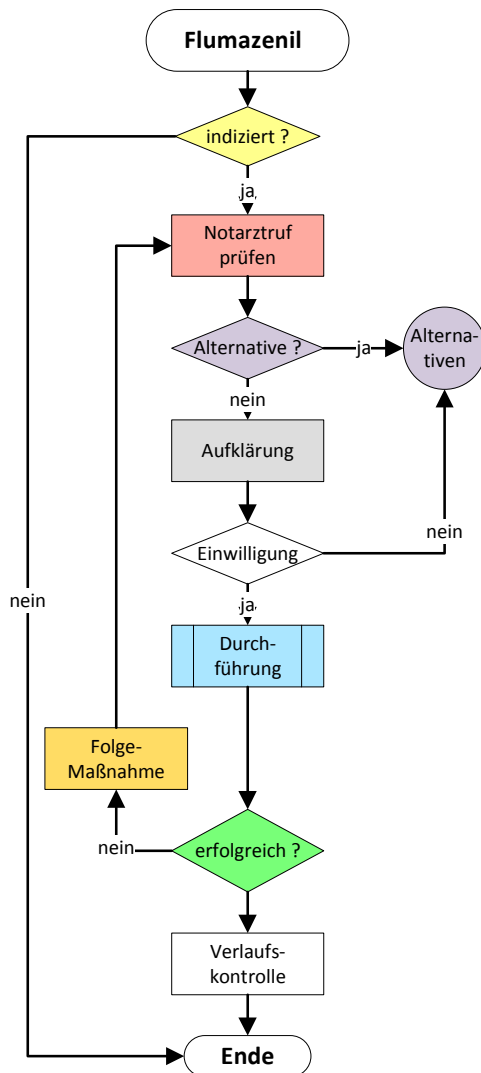 Flumazenil
indiziert ?
ja
Notarztruf
prüfen
Alternative ?
ja
Alterna-
tiven
nein
Aufklärung
Einwilligung
nein
ja
nein
Durch-
führung
Folge-
Maßnahme
erfolgreich ?
nein
Verlaufs-
kontrolle
Ende